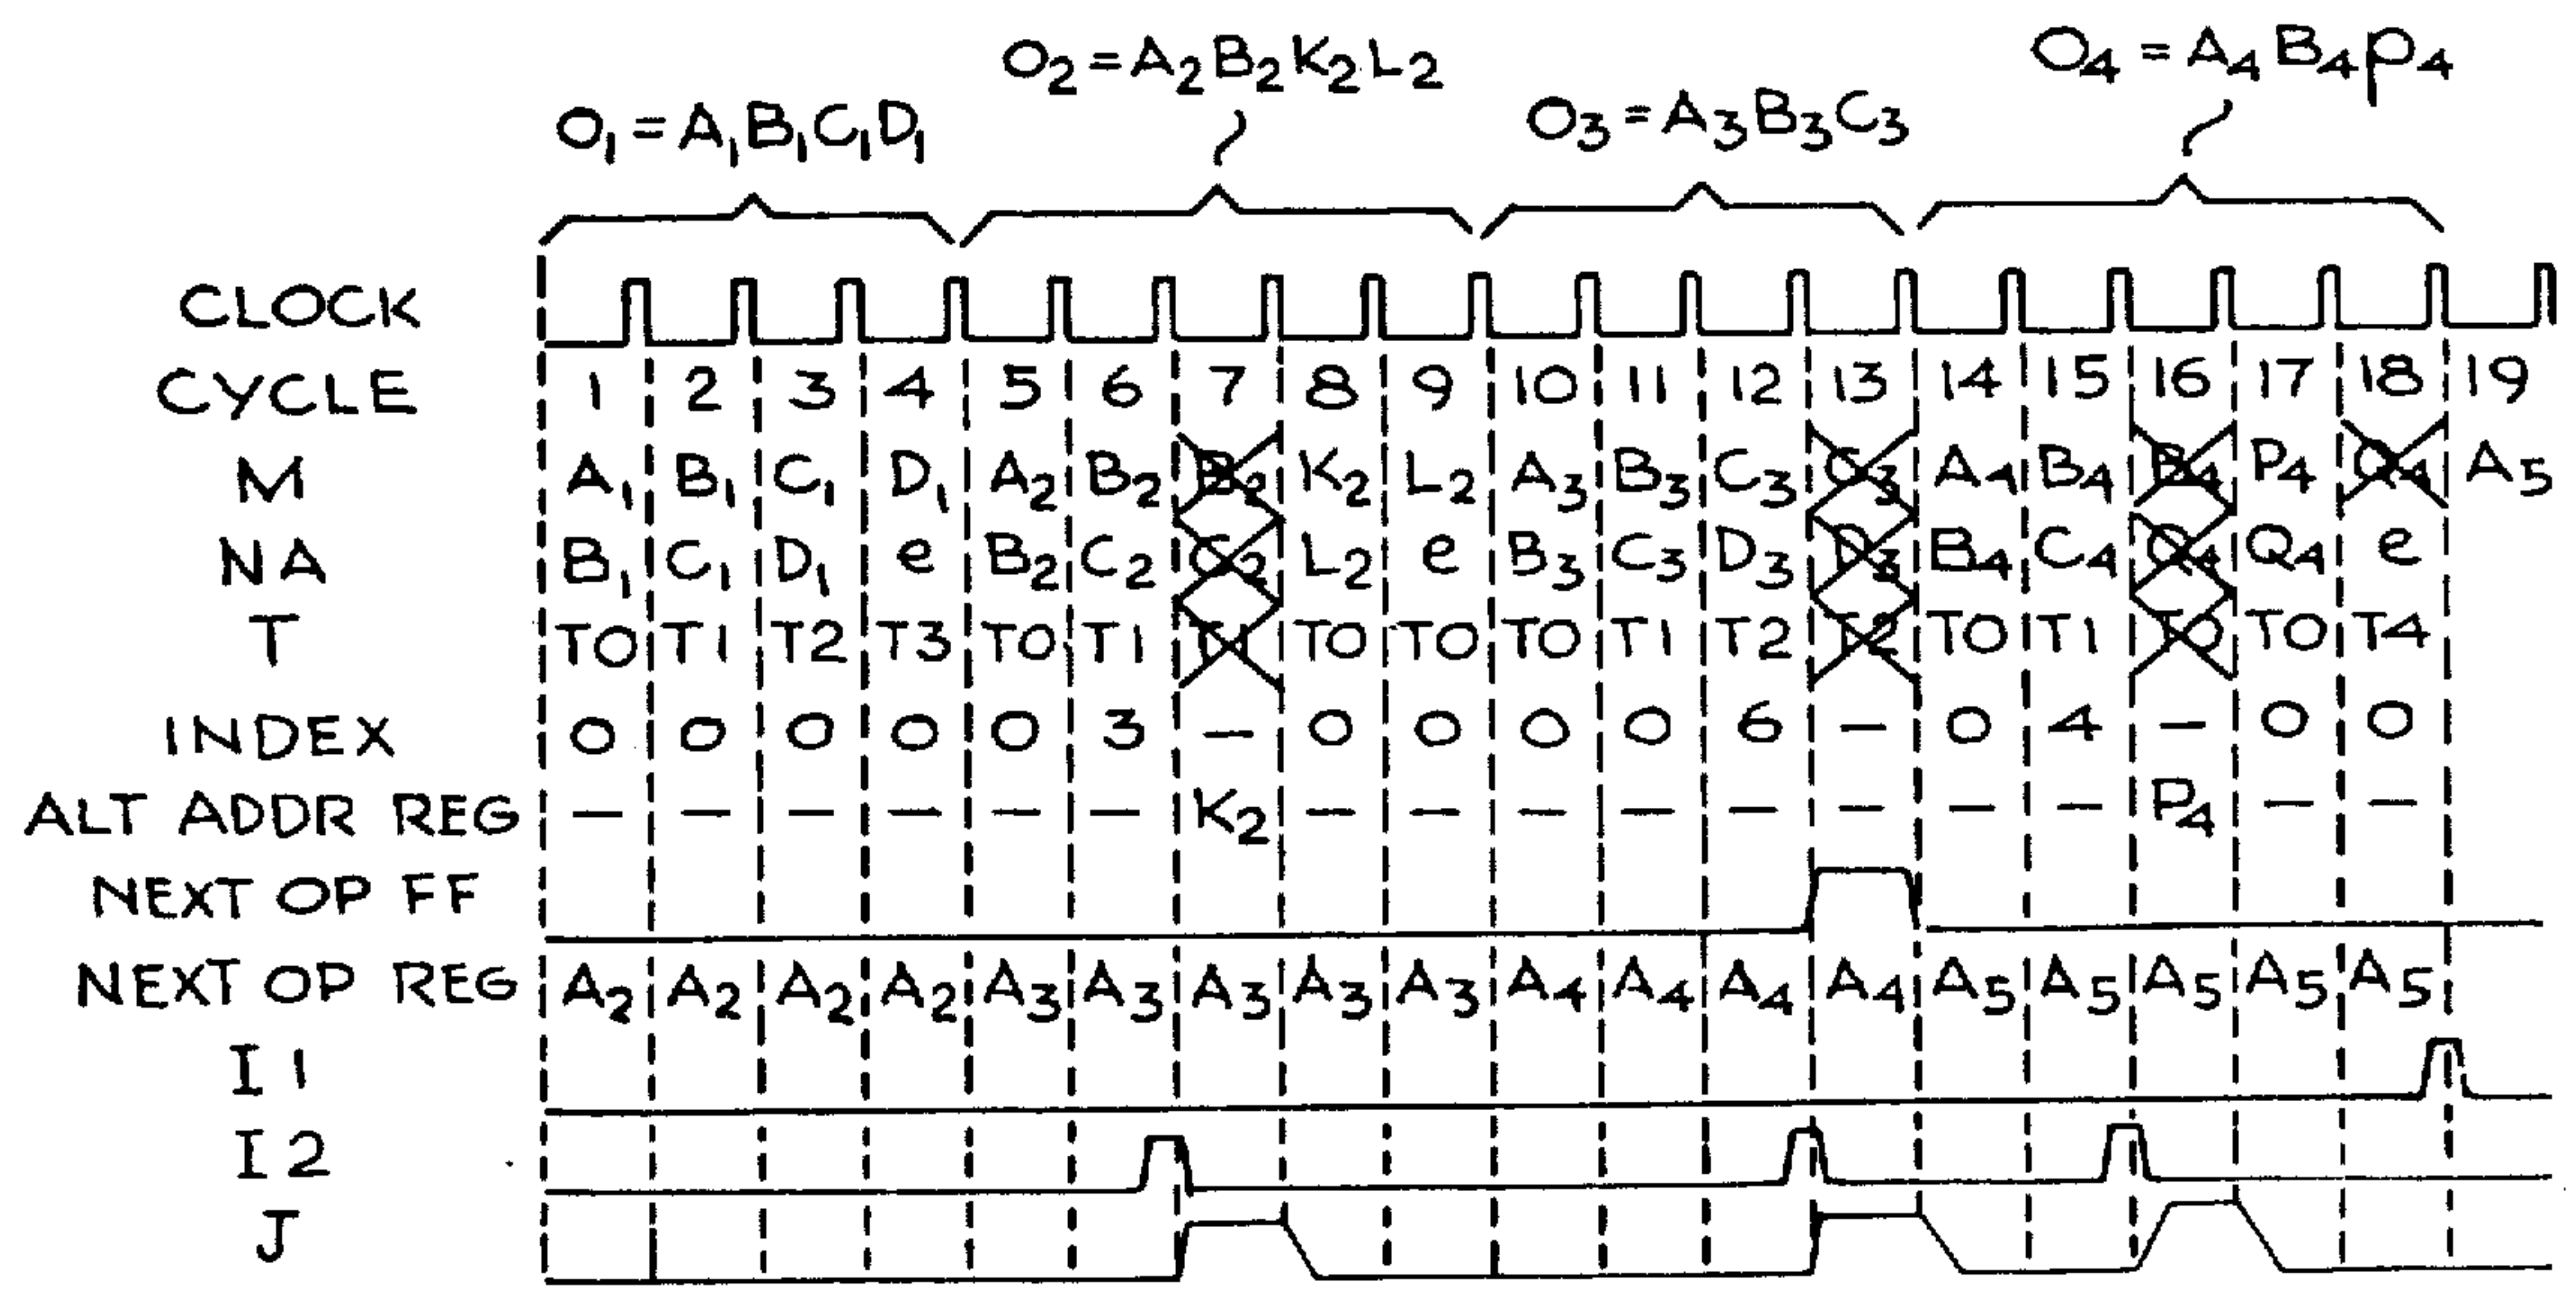 O₂ = A₂B₂K₂L₂
O₄ = A₄B₄P₄
O₁ = A₁B₁C₁D₁
O₃ = A₃B₃C₃
CLOCK
CYCLE 1 2 3 4 5 6 7 8 9 10 11 12 13 14 15 16 17 18 19
M A₁ B₁ C₁ D₁ A₂ B₂ B₂ K₂ L₂ A₃ B₃ C₃ C₃ A₄ B₄ B₄ P₄ Q₄ A₅
NA B₁ C₁ D₁ e B₂ C₂ C₂ L₂ e B₃ C₃ D₃ D₃ B₄ C₄ Q₄ e
T T0 T1 T2 T3 T0 T1 T1 T0 T0 T0 T1 T2 T2 T0 T1 T0 T0 T4
INDEX 0 0 0 0 0 3 – 0 0 0 0 6 – 0 4 – 0 0
ALT ADDR REG – – – – – – K₂ – – – – – – – – P₄ – –
NEXT OP FF
NEXT OP REG A₂ A₂ A₂ A₂ A₃ A₃ A₃ A₃ A₃ A₄ A₄ A₄ A₄ A₅ A₅ A₅ A₅ A₅
I1
I2
J